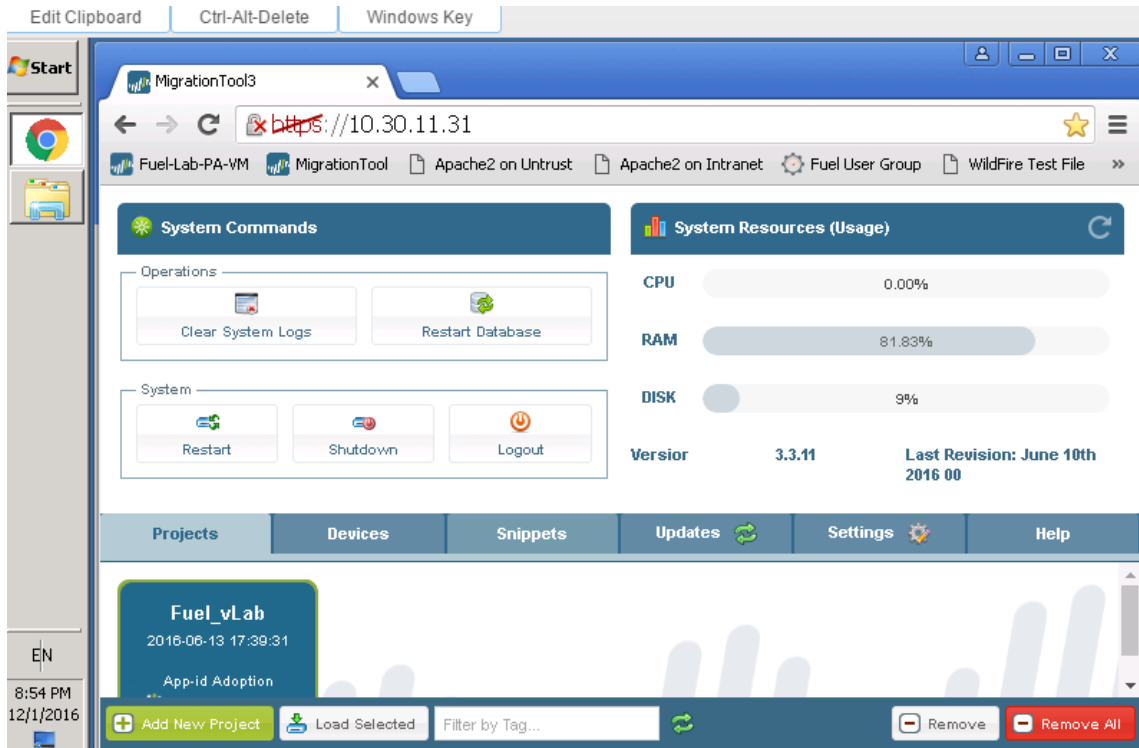 Edit Clipboard Ctrl-Alt-Delete Windows Key
Start
MigrationTool3
https://10.30.11.31
Fuel-Lab-PA-VM MigrationTool Apache2 on Untrust Apache2 on Intranet Fuel User Group WildFire Test File »
System Commands
Operations
Clear System Logs Restart Database
System
Restart Shutdown Logout
System Resources (Usage)
CPU 0.00%
RAM 81.83%
DISK 9%
Versior 3.3.11 Last Revision: June 10th
2016 00
Projects Devices Snippets Updates Settings Help
Fuel_vLab
2016-06-13 17:39:31
App-id Adoption
Add New Project Load Selected Filter by Tag... Remove Remove All
EN
8:54 PM
12/1/2016